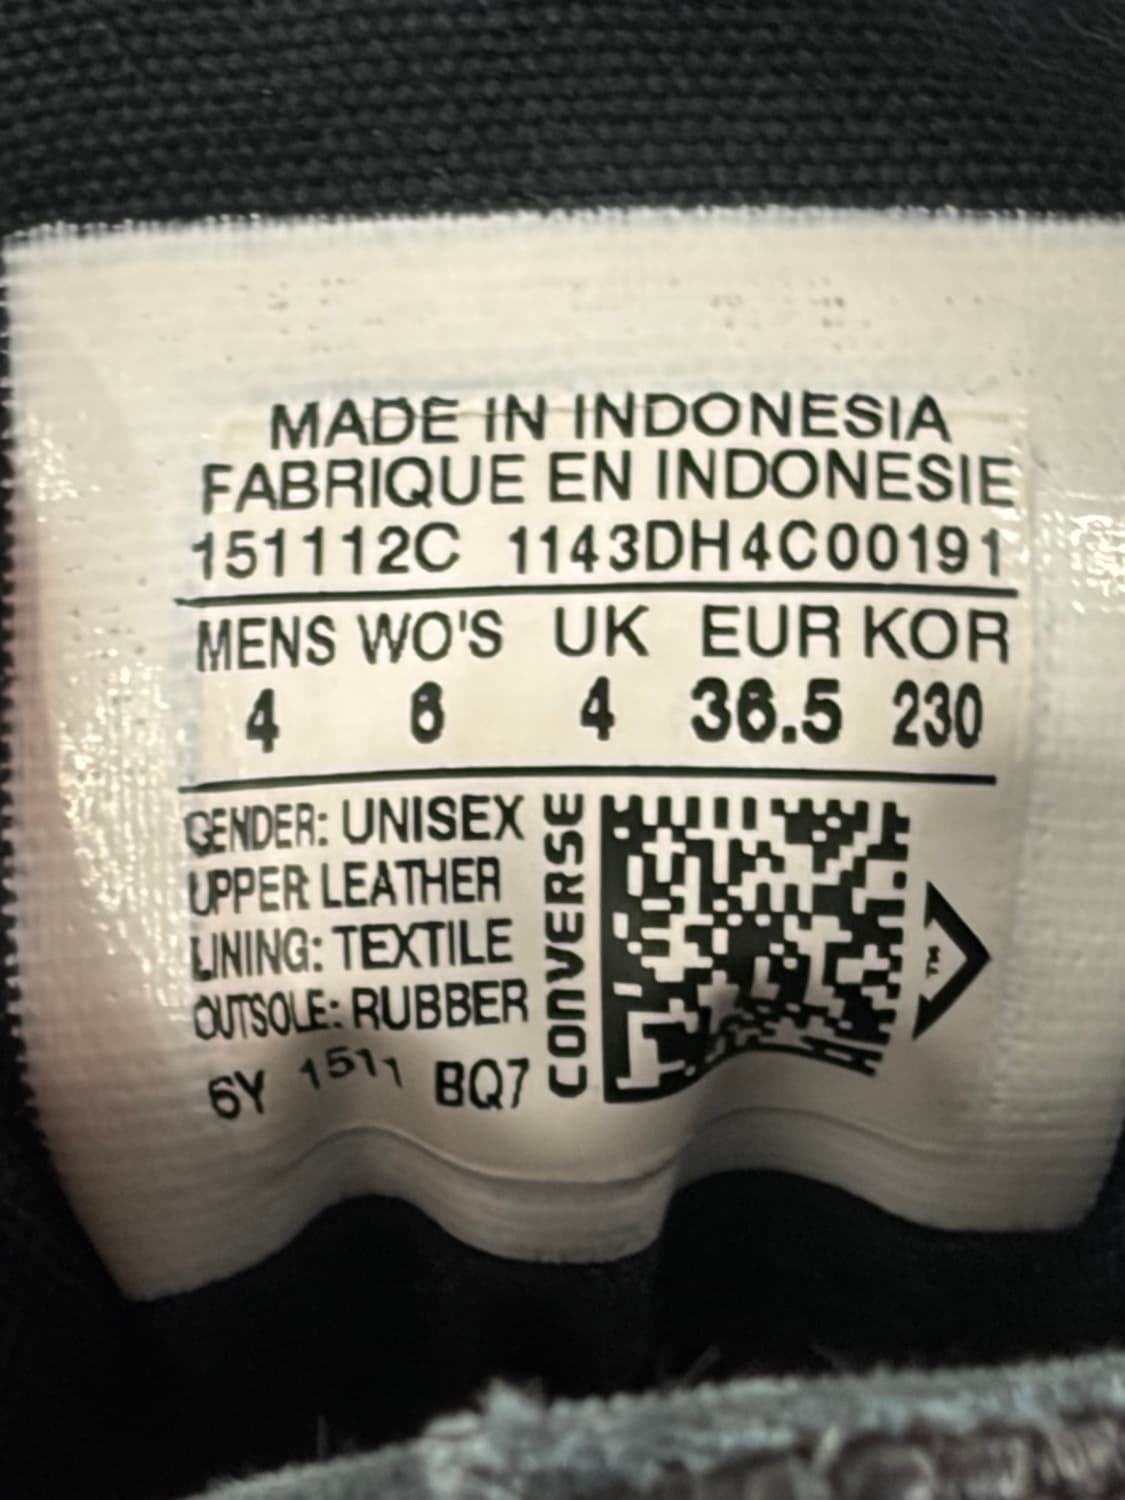 MADE IN INDONESIA
FABRIQUE EN INDONESIE
151112C 1143DH4C00191
MENS WO'S UK EUR KOR
4 6 4 36.5 230
GENDER: UNISEX
UPPER LEATHER
LINING: TEXTILE
OUTSOLE: RUBBER
6Y 1511 BQ7
CONVERSE
TM